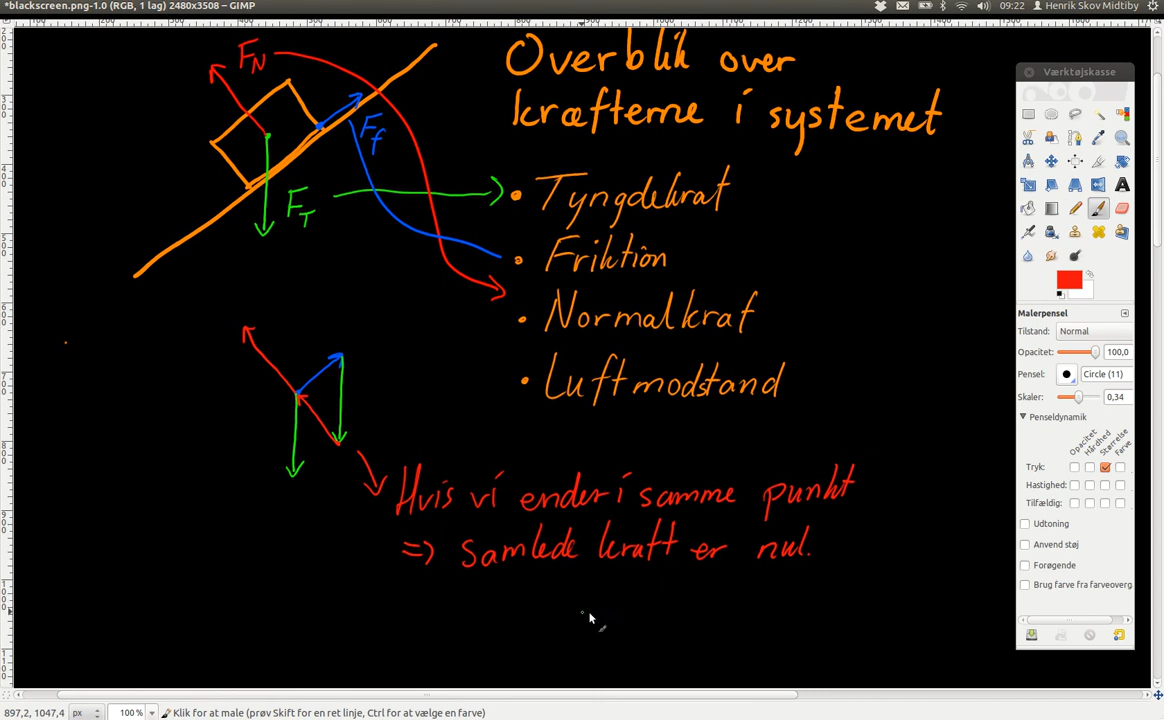 *blackscreen.png-1.0 (RGB, 1 lag) 2480x3508 – GIMP
09:22 Henrik Skov Midtiby
Overblik over
kræfterne i systemet
F_N
F_f
F_T
• Tyngdekraft
• Friktion
• Normalkraft
• Luftmodstand
Hvis vi ender i samme punkt
=> Samlede kraft er nul.
Værktøjskasse
Malerpensel
Tilstand: Normal
Opacitet: 100,0
Pensel: Circle (11)
Skaler: 0,34
Penseldynamik
Opacitet Hårdhed Størrelse Farve
Tryk:
Hastighed:
Tilfældig:
Udtoning
Anvend støj
Forøgende
Brug farve fra farveoverg
897,2, 1047,4 px 100% Klik for at male (prøv Skift for en ret linje, Ctrl for at vælge en farve)